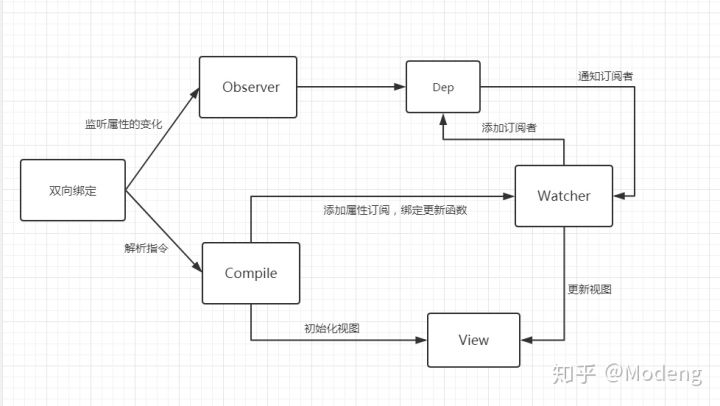 Observer
Dep
通知订阅者
监听属性的变化
添加订阅者
双向绑定
Watcher
添加属性订阅，绑定更新函数
解析指令
Compile
更新视图
初始化视图
View
知乎 @Modeng